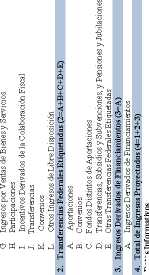 G. Ingresos por Ventas de Bienes y Servicios
H. Participaciones
I. Incentivos Derivados de la Colaboración Fiscal
J. Transferencias
K. Convenios
L. Otros Ingresos de Libre Disposición
2. Transferencias Federales Etiquetadas (2=A+B+C+D+E)
A. Aportaciones
B. Convenios
C. Fondos Distintos de Aportaciones
D. Transferencias, Subsidios y Subvenciones, y Pensiones y Jubilaciones
E. Otras Transferencias Federales Etiquetadas
3. Ingresos Derivados de Financiamientos (3=A)
A. Ingresos Derivados de Financiamientos
4. Total de Ingresos Proyectados (4=1+2+3)
Informativos